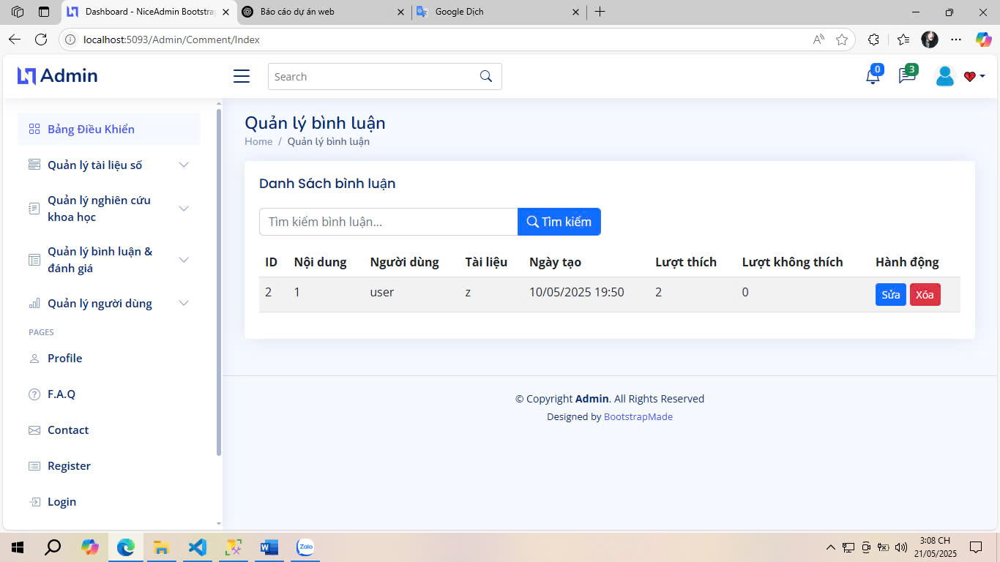 Dashboard - NiceAdmin Bootstra
Báo cáo dự án web
Google Dịch
localhost:5093/Admin/Comment/Index
Admin
Search
0
3
Bảng Điều Khiển
Quản lý tài liệu số
Quản lý nghiên cứu
khoa học
Quản lý bình luận &
đánh giá
Quản lý người dùng
PAGES
Profile
F.A.Q
Contact
Register
Login
Quản lý bình luận
Home / Quản lý bình luận
Danh Sách bình luận
Tìm kiếm bình luận...
Tìm kiếm
ID Nội dung Người dùng Tài liệu Ngày tạo Lượt thích Lượt không thích Hành động
2 1 user z 10/05/2025 19:50 2 0 Sửa Xóa
© Copyright Admin. All Rights Reserved
Designed by BootstrapMade
Zalo
3:08 CH
21/05/2025